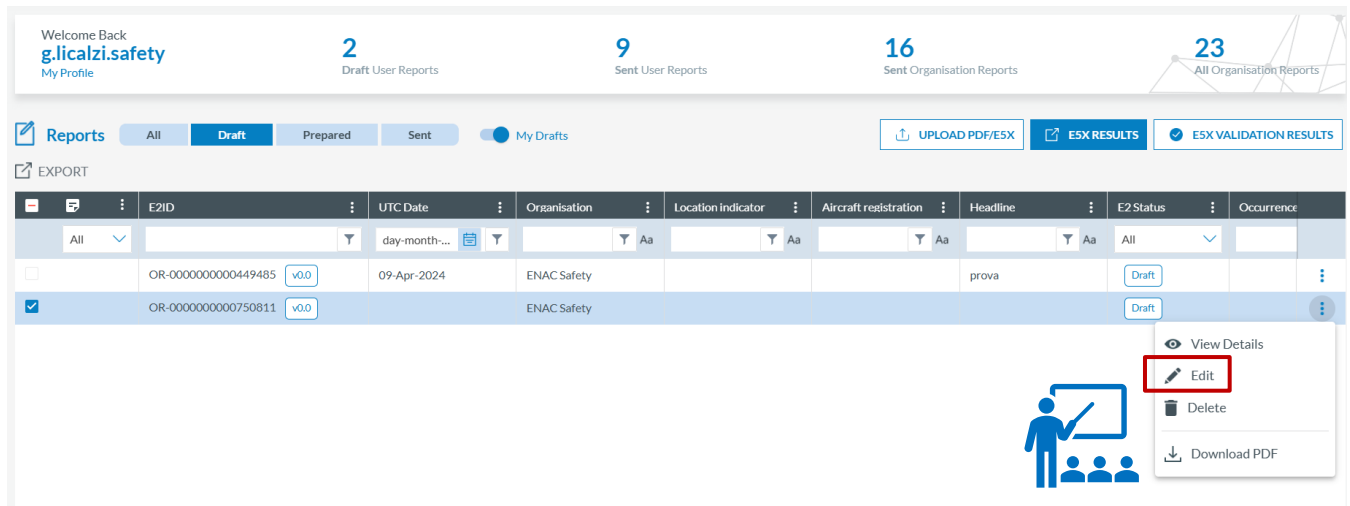 Welcome Back
g.licalzi.safety
My Profile
2
Draft User Reports
9
Sent User Reports
16
Sent Organisation Reports
23
All Organisation Reports
Reports
All
Draft
Prepared
Sent
My Drafts
UPLOAD PDF/E5X
E5X RESULTS
E5X VALIDATION RESULTS
EXPORT
E2ID
UTC Date
Organisation
Location indicator
Aircraft registration
Headline
E2 Status
Occurrence
All
day-month-...
Aa
Aa
Aa
Aa
All
OR-0000000000449485 v0.0 09-Apr-2024 ENAC Safety prova Draft
OR-0000000000750811 v0.0 ENAC Safety Draft
View Details
Edit
Delete
Download PDF